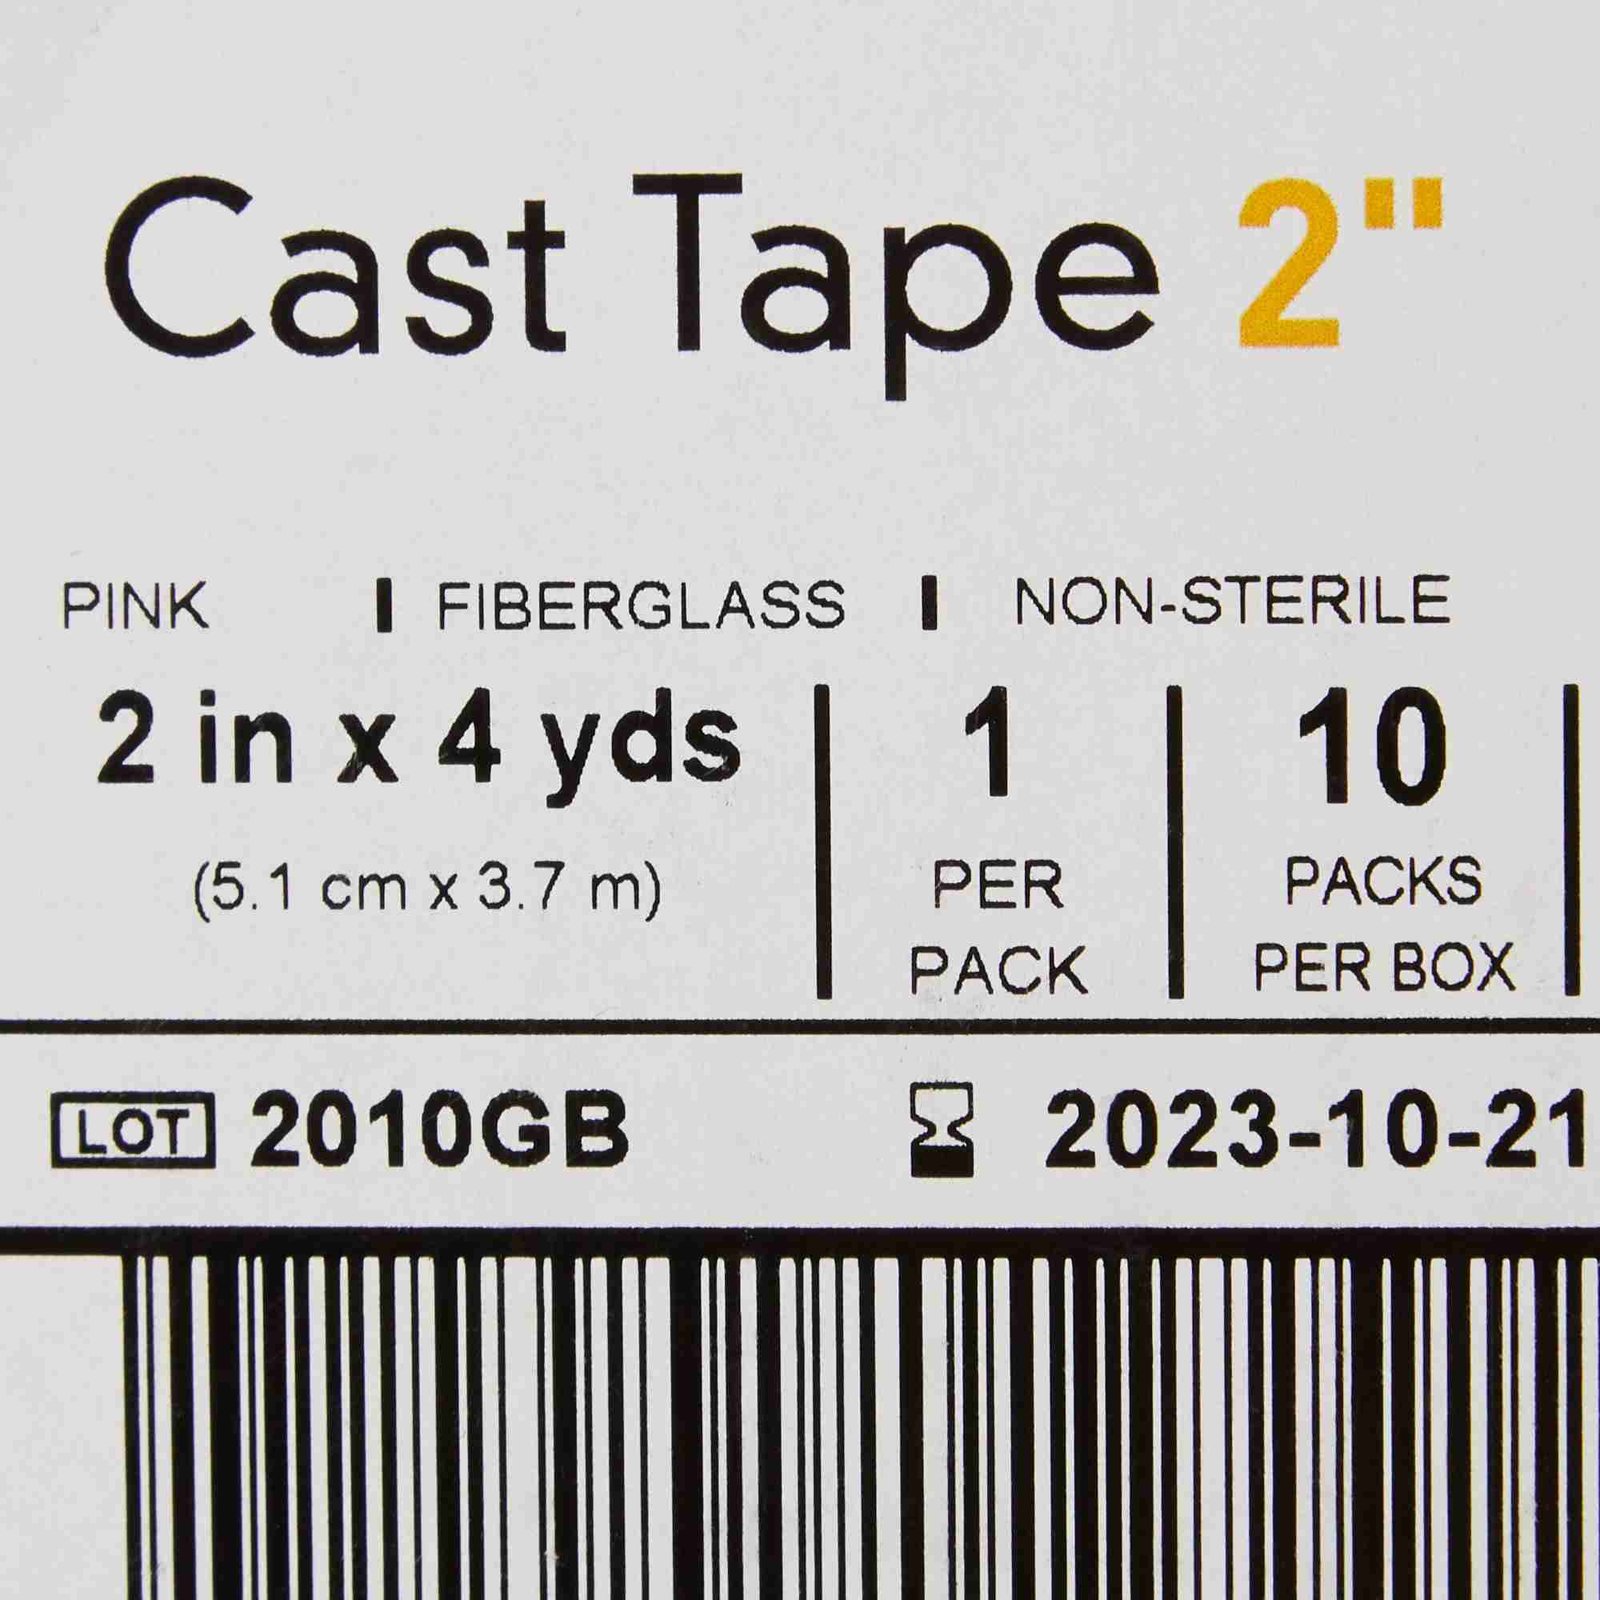 Cast Tape 2"
PINK | FIBERGLASS | NON-STERILE
2 in x 4 yds | 1 | 10 |
(5.1 cm x 3.7 m) PER PACKS
PACK PER BOX
LOT 2010GB 2023-10-21